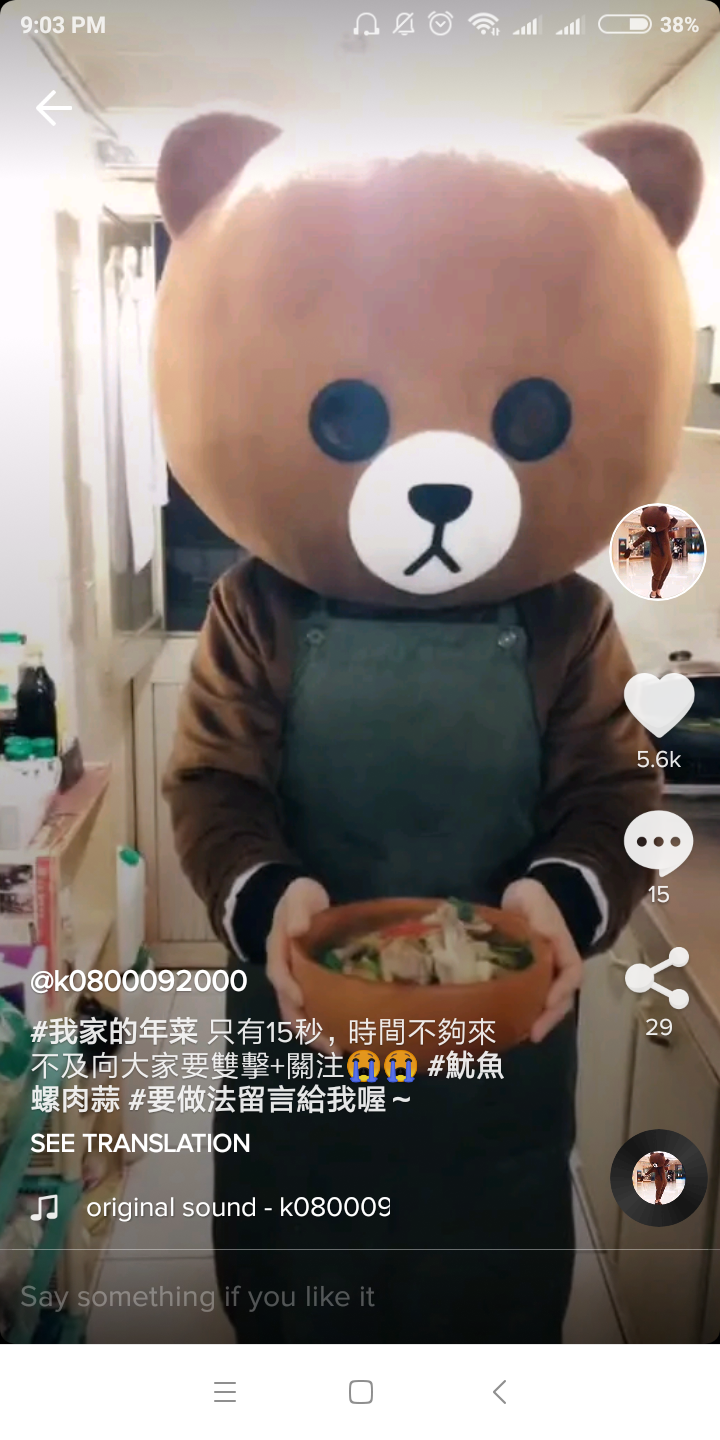 9:03 PM
38%
5.6k
15
@k0800092000
#我家的年菜 只有15秒，時間不夠來
29
不及向大家要雙擊+關注😭😭 #魷魚
螺肉蒜 #要做法留言給我喔～
SEE TRANSLATION
original sound - k080009
Say something if you like it